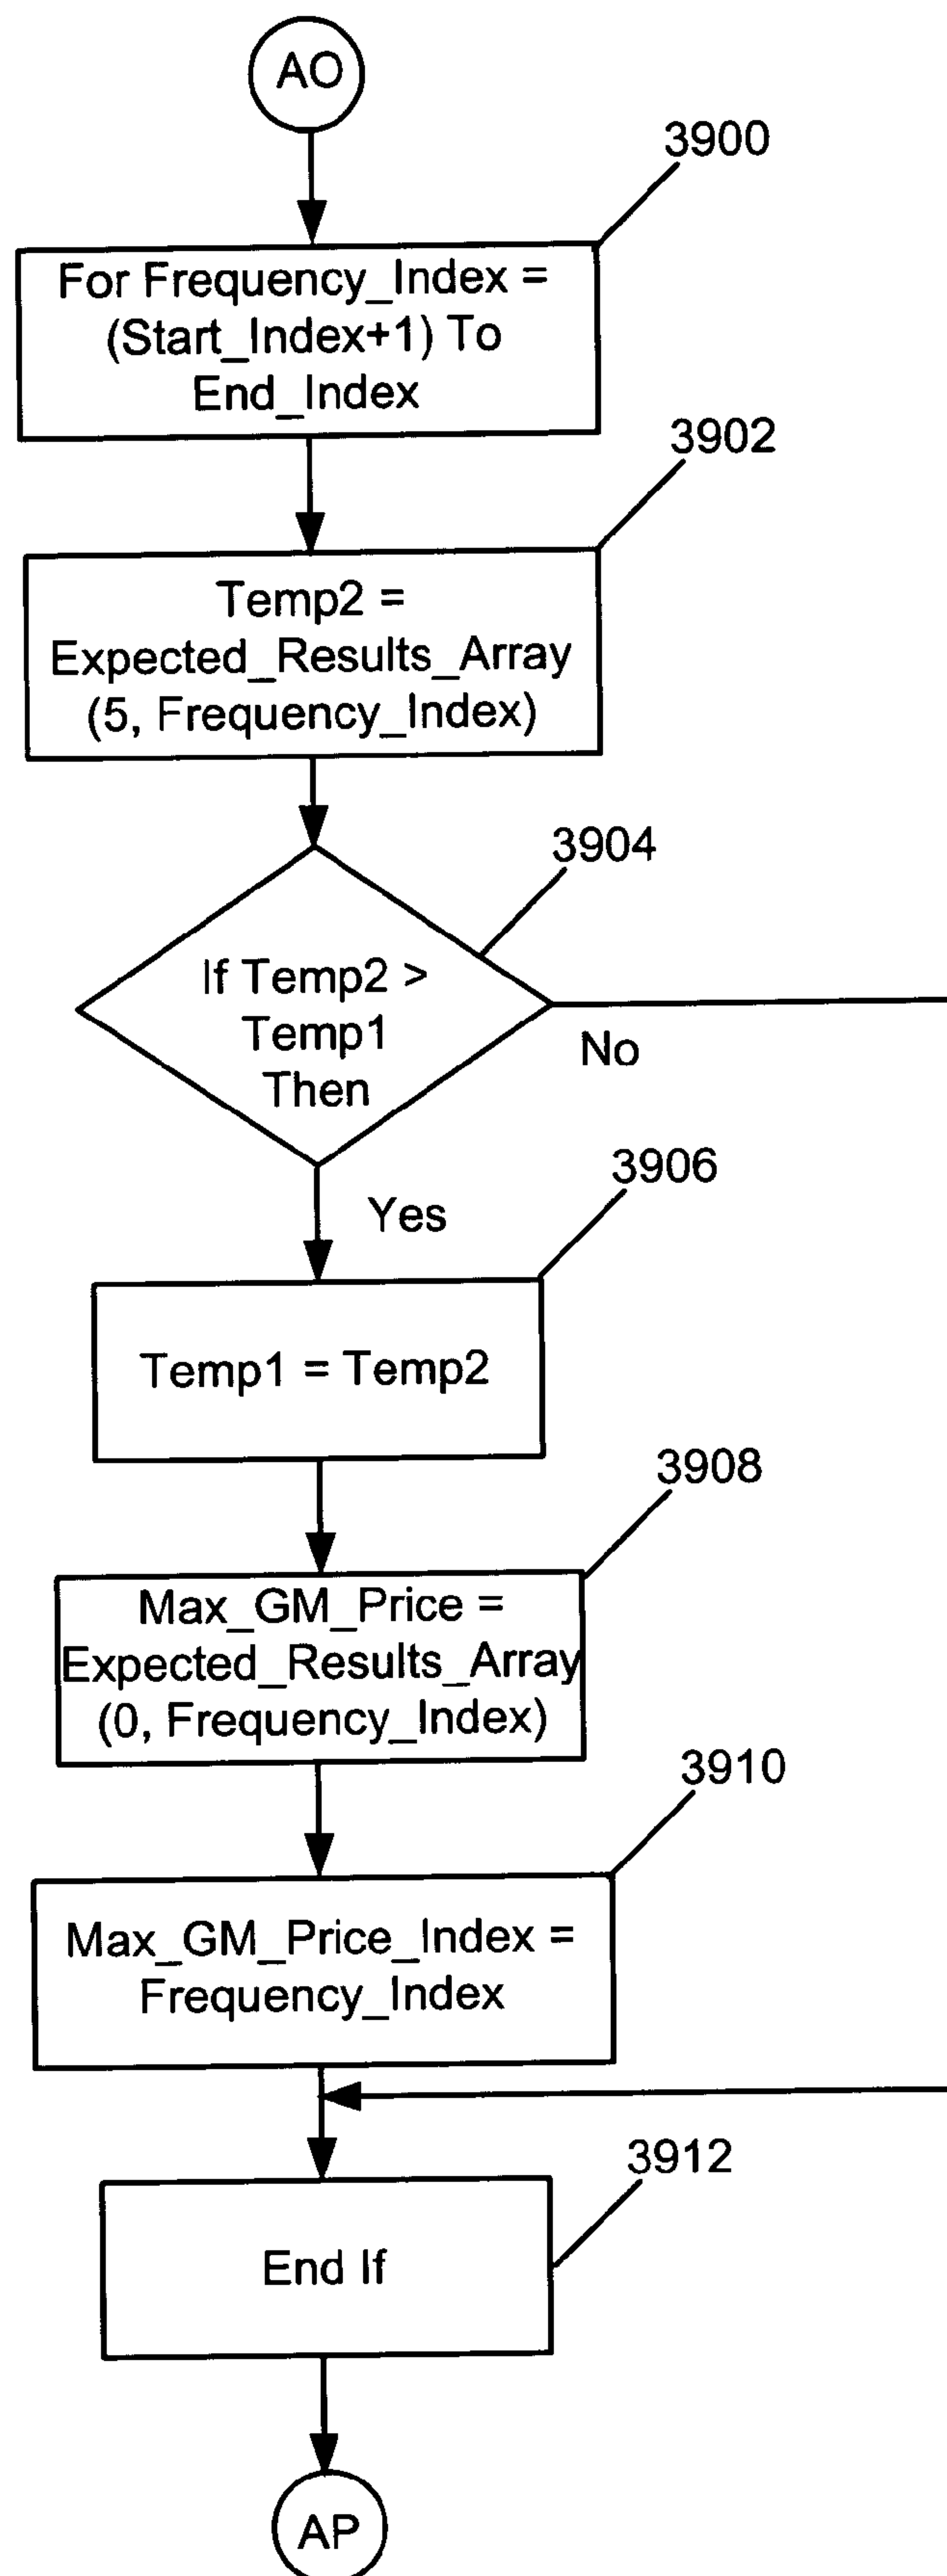 AO
3900
For Frequency_Index =
(Start_Index+1) To
End_Index
3902
Temp2 =
Expected_Results_Array
(5, Frequency_Index)
3904
If Temp2 >
Temp1
Then
No
3906
Yes
Temp1 = Temp2
3908
Max_GM_Price =
Expected_Results_Array
(0, Frequency_Index)
3910
Max_GM_Price_Index =
Frequency_Index
3912
End If
AP